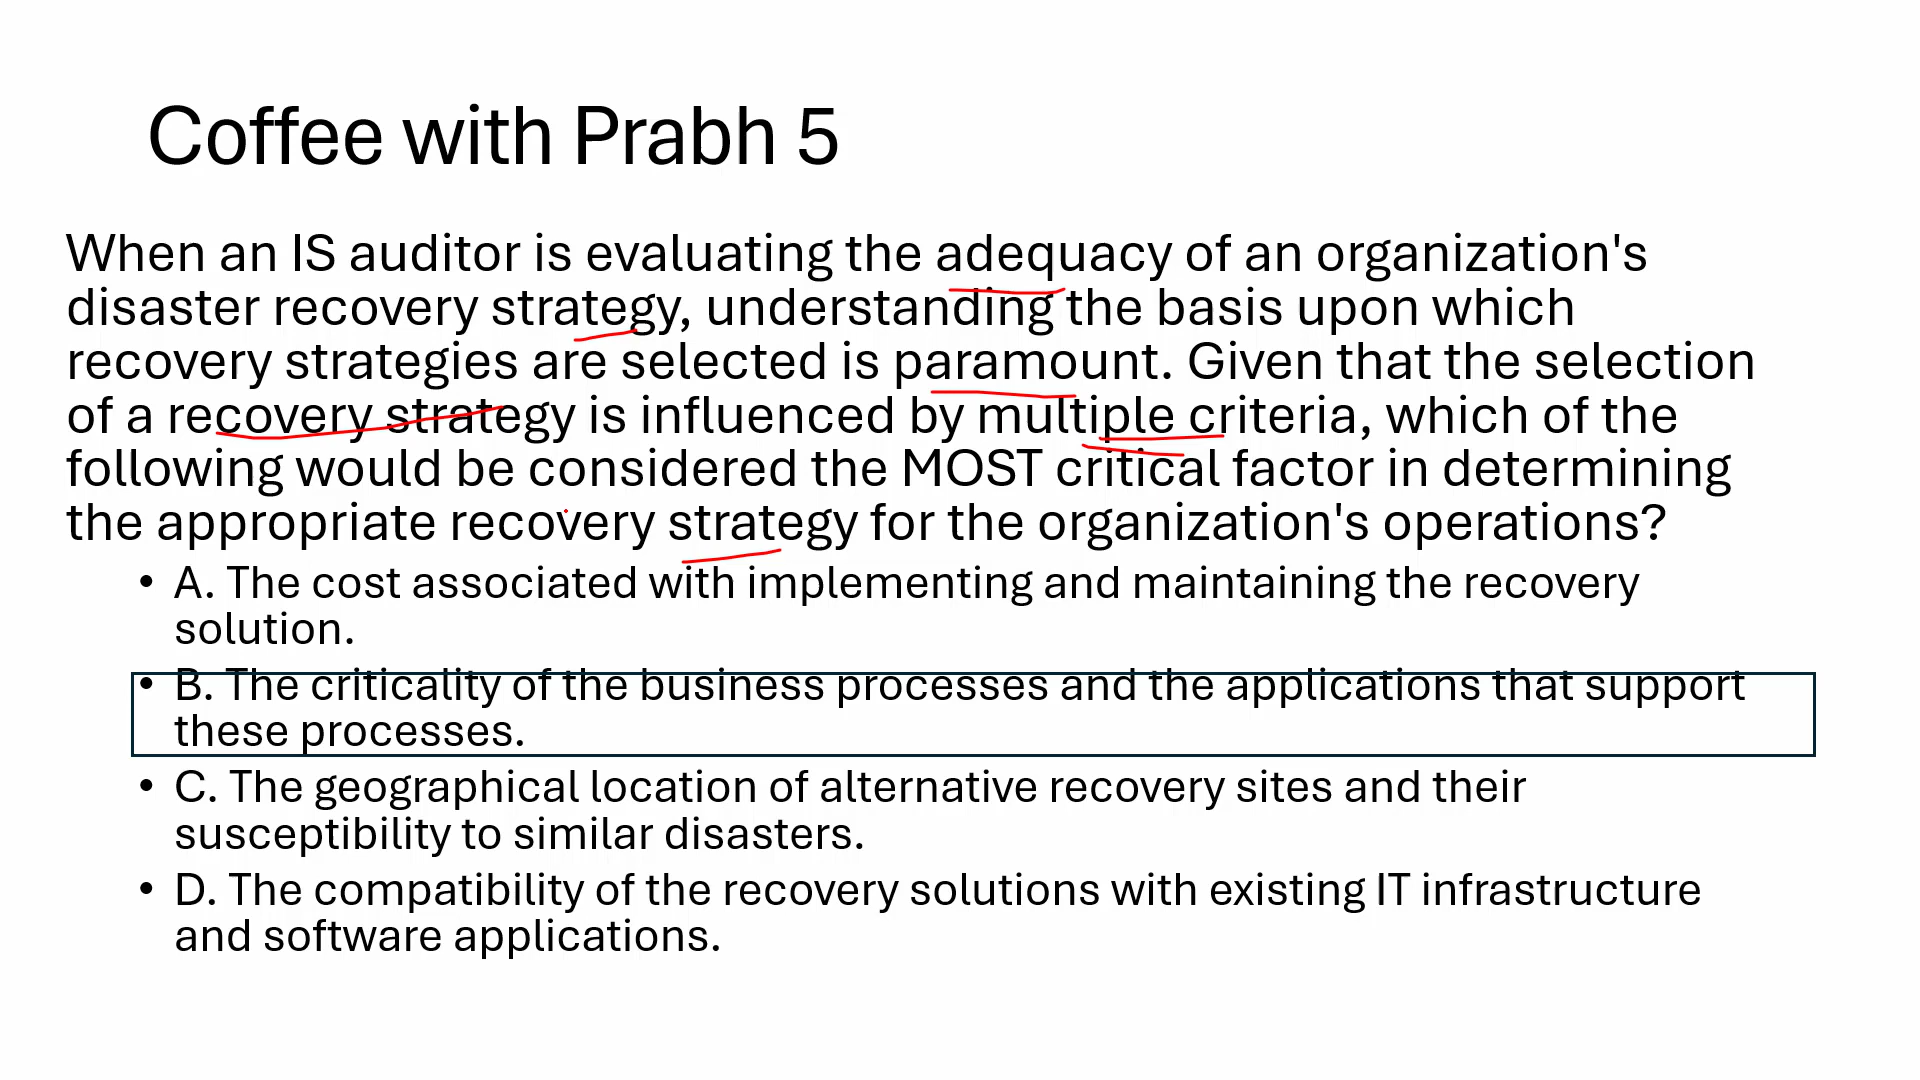 Coffee with Prabh 5
When an IS auditor is evaluating the adequacy of an organization's
disaster recovery strategy, understanding the basis upon which
recovery strategies are selected is paramount. Given that the selection
of a recovery strategy is influenced by multiple criteria, which of the
following would be considered the MOST critical factor in determining
the appropriate recovery strategy for the organization's operations?
• A. The cost associated with implementing and maintaining the recovery
solution.
• B. The criticality of the business processes and the applications that support
these processes.
• C. The geographical location of alternative recovery sites and their
susceptibility to similar disasters.
• D. The compatibility of the recovery solutions with existing IT infrastructure
and software applications.